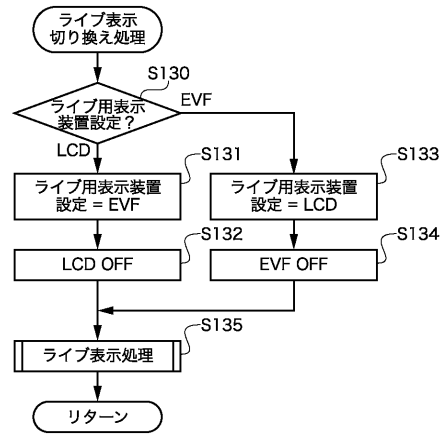 ライブ表示
切り換え処理
S130
ライブ用表示
装置設定？
EVF
LCD
S131
ライブ用表示装置
設定 = EVF
S133
ライブ用表示装置
設定 = LCD
S132
LCD OFF
S134
EVF OFF
S135
ライブ表示処理
リターン